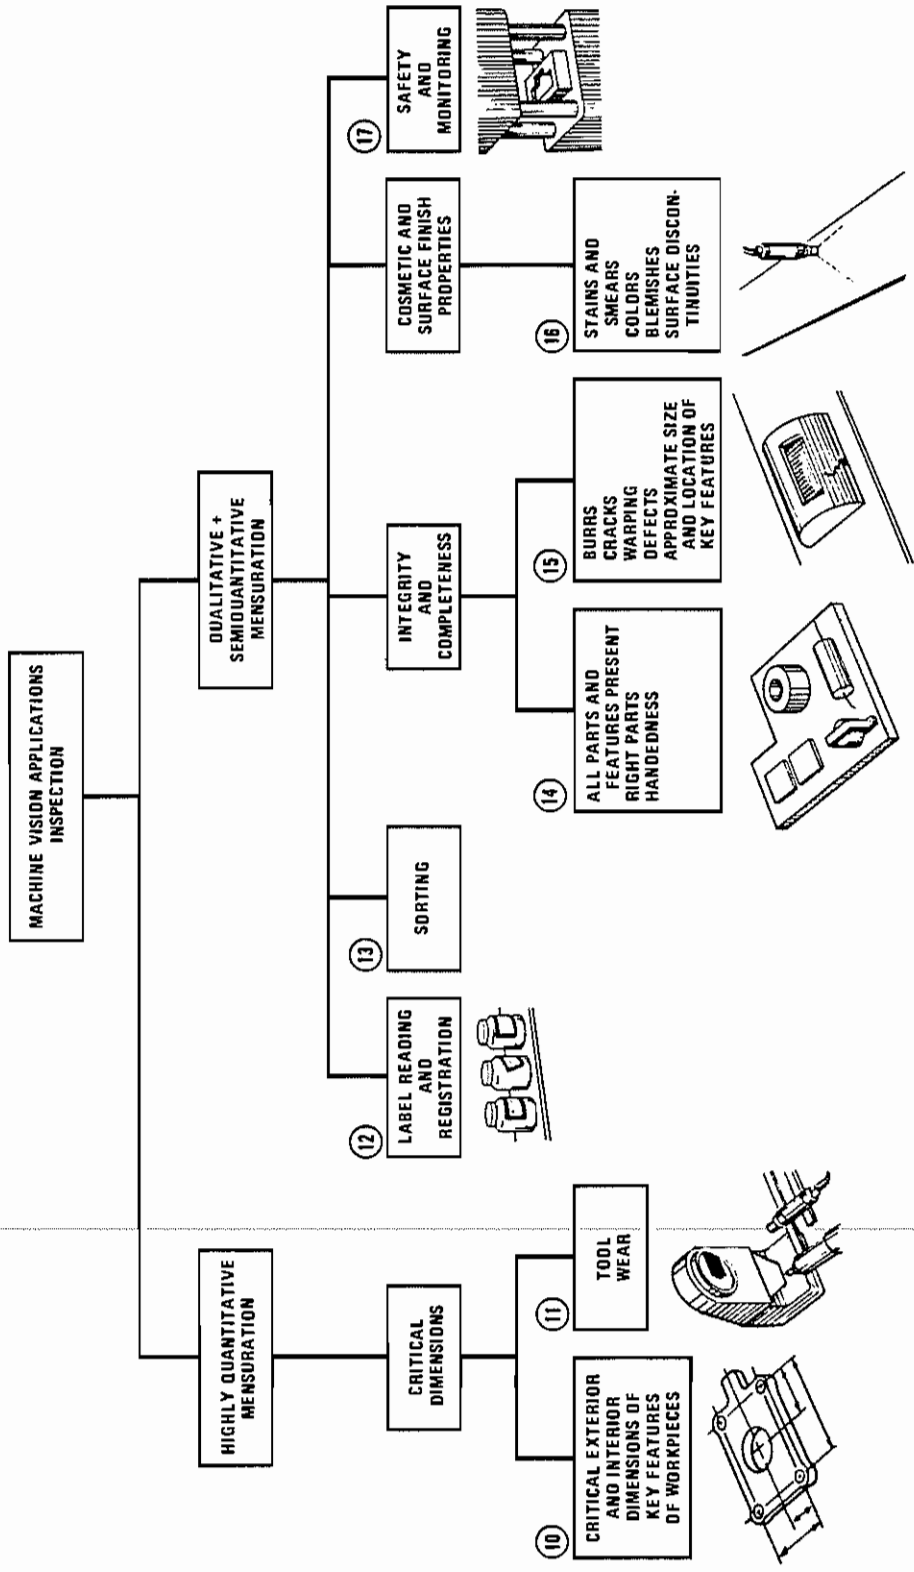 MACHINE VISION APPLICATIONS
INSPECTION
HIGHLY QUANTITATIVE
MENSURATION
QUALITATIVE +
SEMIQUANTITATIVE
MENSURATION
CRITICAL
DIMENSIONS
12
LABEL READING
AND
REGISTRATION
13
SORTING
INTEGRITY
AND
COMPLETENESS
COSMETIC AND
SURFACE FINISH
PROPERTIES
17
SAFETY
AND
MONITORING
10
CRITICAL EXTERIOR
AND INTERIOR
DIMENSIONS OF
KEY FEATURES
OF WORKPIECES
11
TOOL
WEAR
14
ALL PARTS AND
FEATURES PRESENT
RIGHT PARTS
HANDEDNESS
15
BURRS
CRACKS
WARPING
DEFECTS
APPROXIMATE SIZE
AND LOCATION OF
KEY FEATURES
16
STAINS AND
SMEARS
COLORS
BLEMISHES
SURFACE DISCON-
TINUITIES